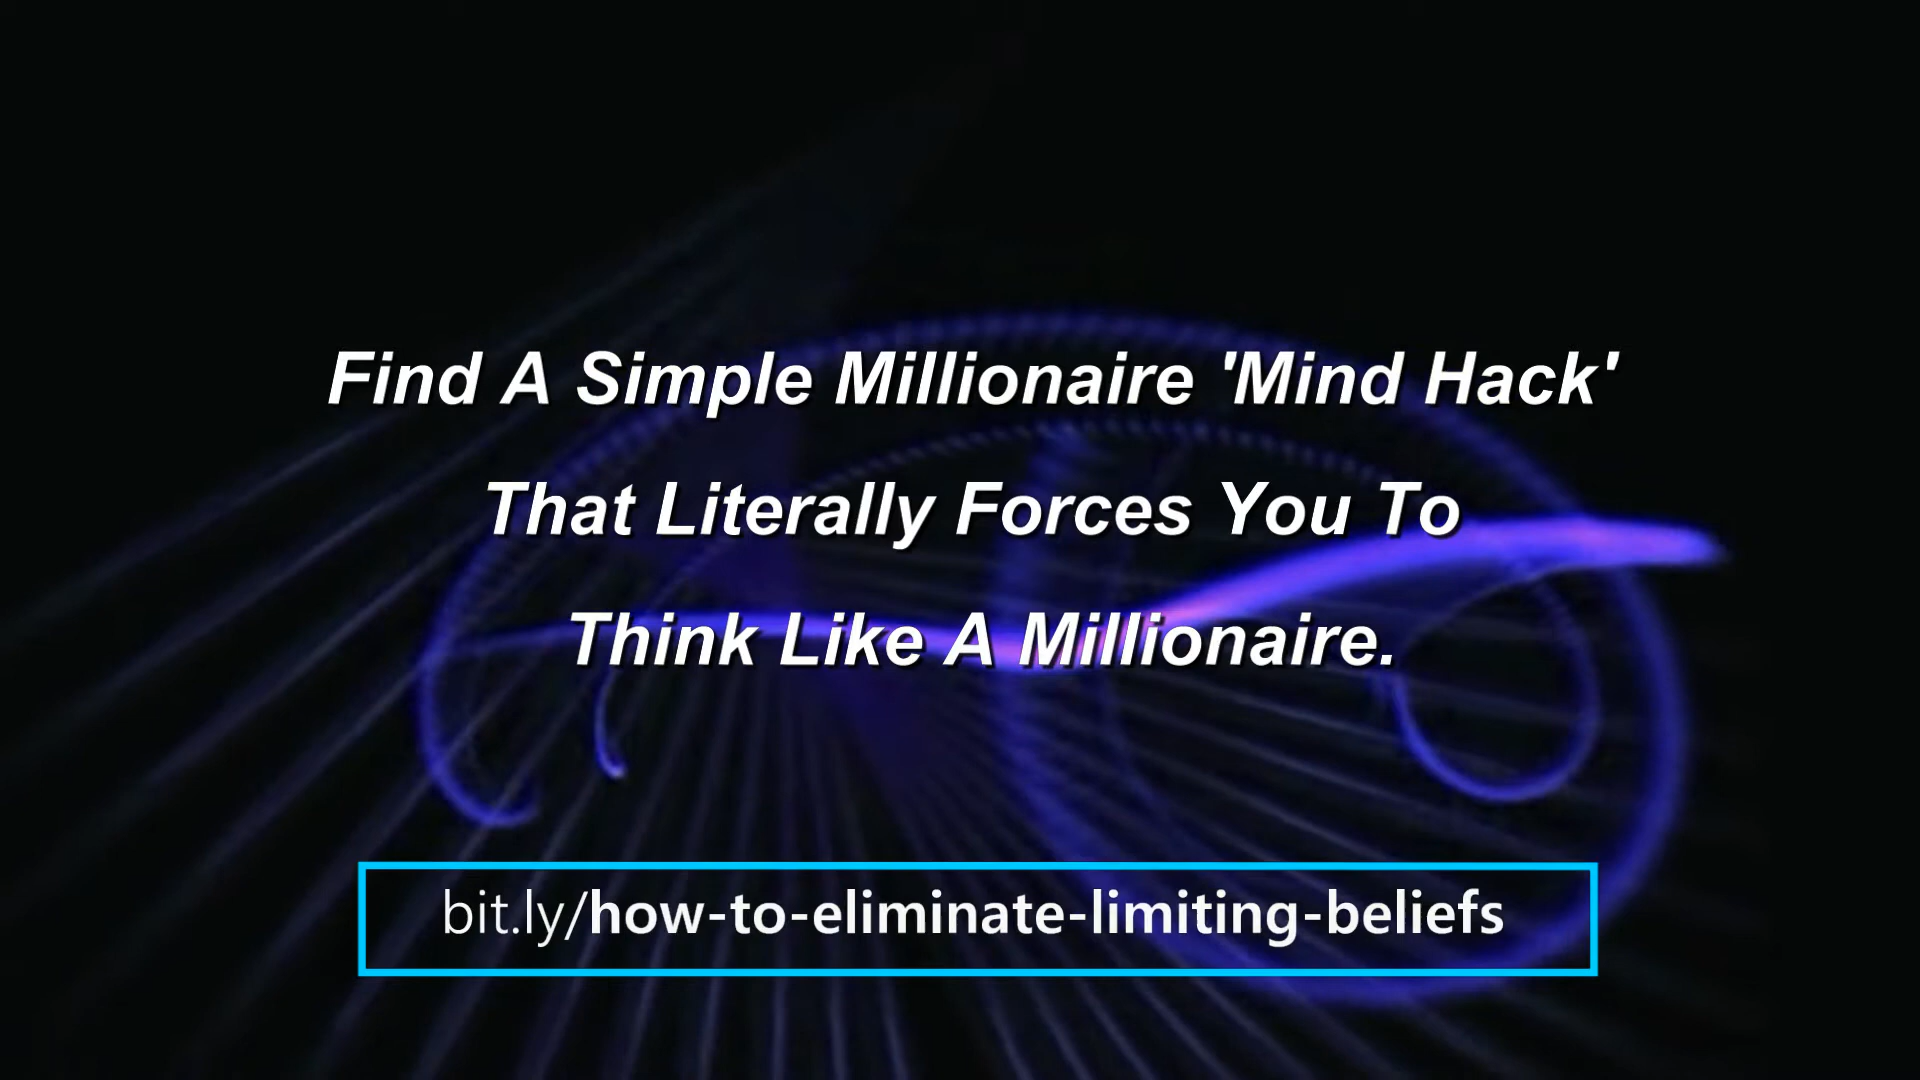 Find A Simple Millionaire 'Mind Hack'
That Literally Forces You To
Think Like A Millionaire.
bit.ly/how-to-eliminate-limiting-beliefs